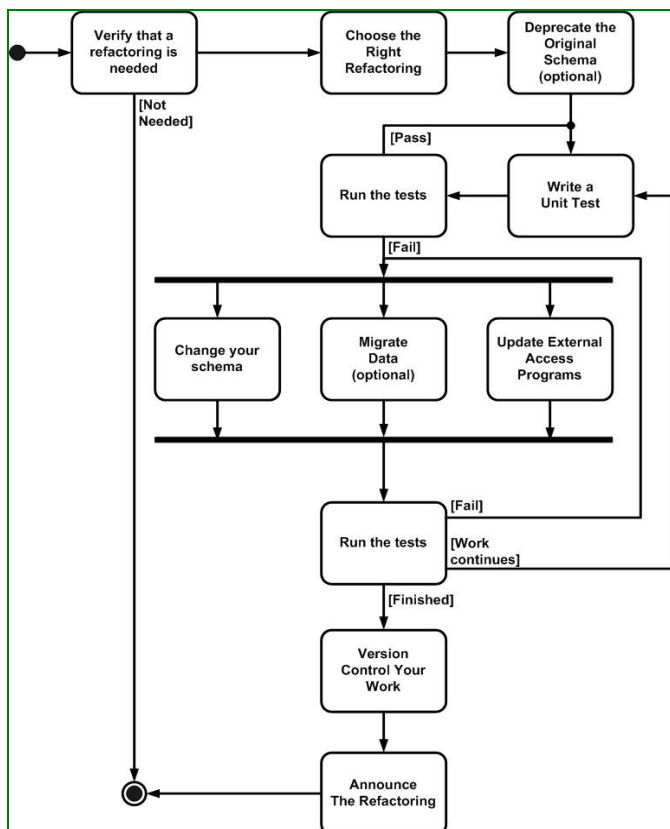 Verify that a
refactoring is
needed
Choose the
Right
Refactoring
Deprecate the
Original
Schema
(optional)
[Not
Needed]
[Pass]
Run the tests
Write a
Unit Test
[Fail]
Change your
schema
Migrate
Data
(optional)
Update External
Access
Programs
[Fail]
Run the tests
[Work
continues]
[Finished]
Version
Control Your
Work
Announce
The Refactoring